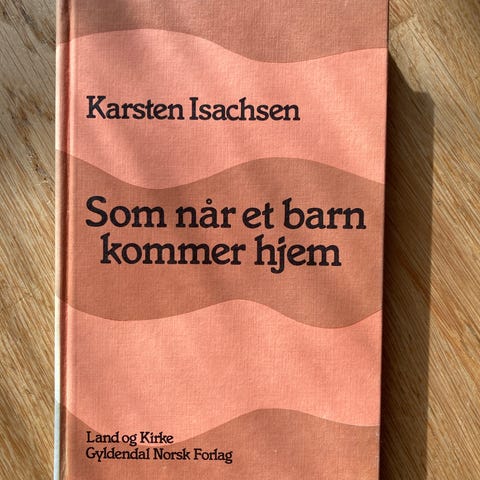 Karsten Isachsen
Som når et barn
kommer hjem
Land og Kirke
Gyldendal Norsk Forlag